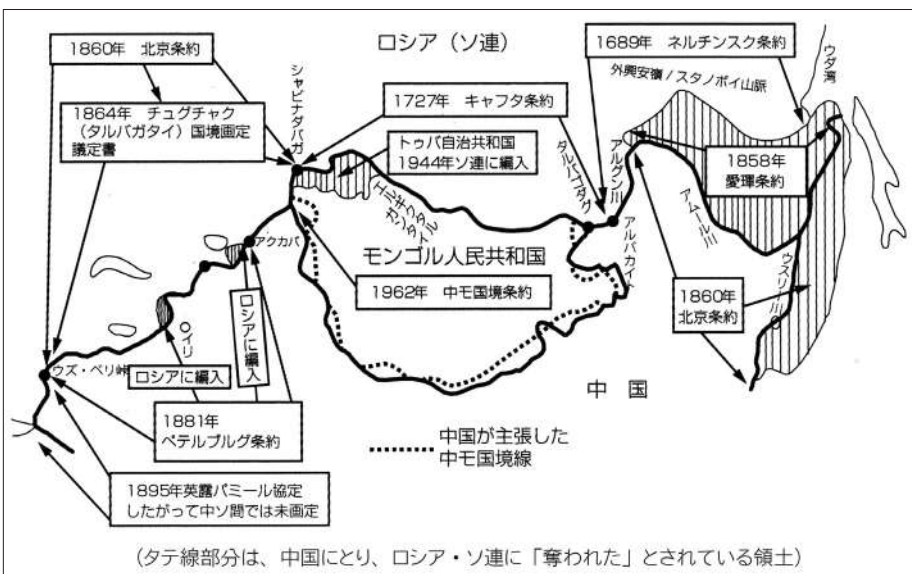 1860年 北京条約
ロシア（ソ連）
1689年 ネルチンスク条約
ウダ湾
外興安嶺/スタノボイ山脈
シャビナダバガ
1864年 チュグチャク
（タルバガタイ）国境画定
議定書
1727年 キャフタ条約
トゥバ自治共和国
1944年ソ連に編入
タルバゴダグ
アルグン川
1858年
愛琿条約
アムール川
アクカバ
モンゴル人民共和国
アルバカイト
ウスリー川
1962年 中モ国境条約
1860年
北京条約
イリ
ロシアに編入
ウズ・ベリ峠
ロシアに編入
中 国
1881年
ペテルブルグ条約
中国が主張した
中モ国境線
1895年英露パミール協定
したがって中ソ間では未画定
（タテ線部分は、中国にとり、ロシア・ソ連に「奪われた」とされている領土）